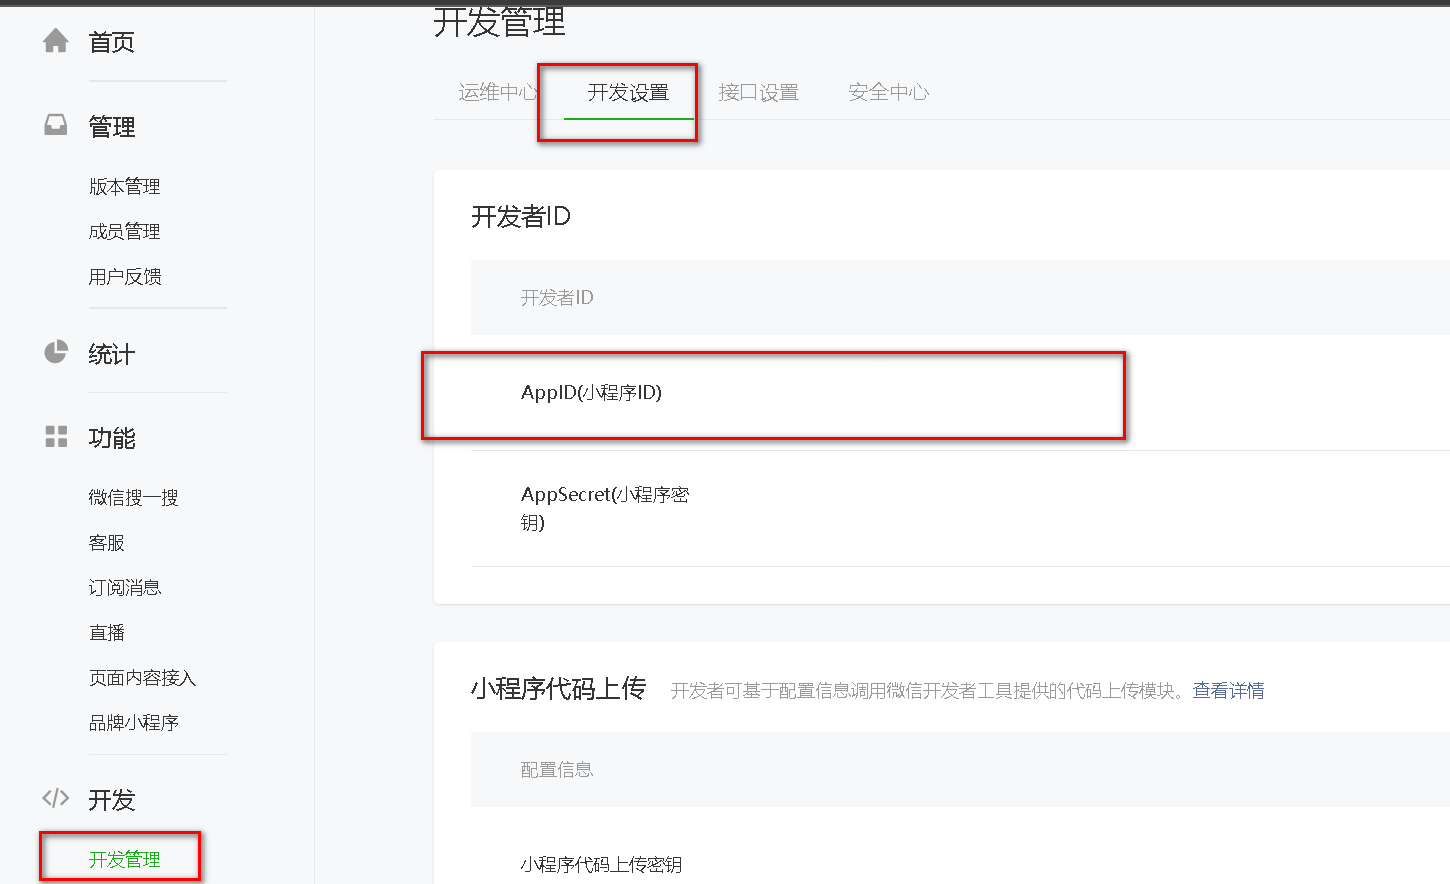 首页
管理
版本管理
成员管理
用户反馈
统计
功能
微信搜一搜
客服
订阅消息
直播
页面内容接入
品牌小程序
开发
开发管理
开发管理
运维中心 开发设置 接口设置 安全中心
开发者ID
开发者ID
AppID(小程序ID)
AppSecret(小程序密
钥)
小程序代码上传 开发者可基于配置信息调用微信开发者工具提供的代码上传模块。查看详情
配置信息
小程序代码上传密钥